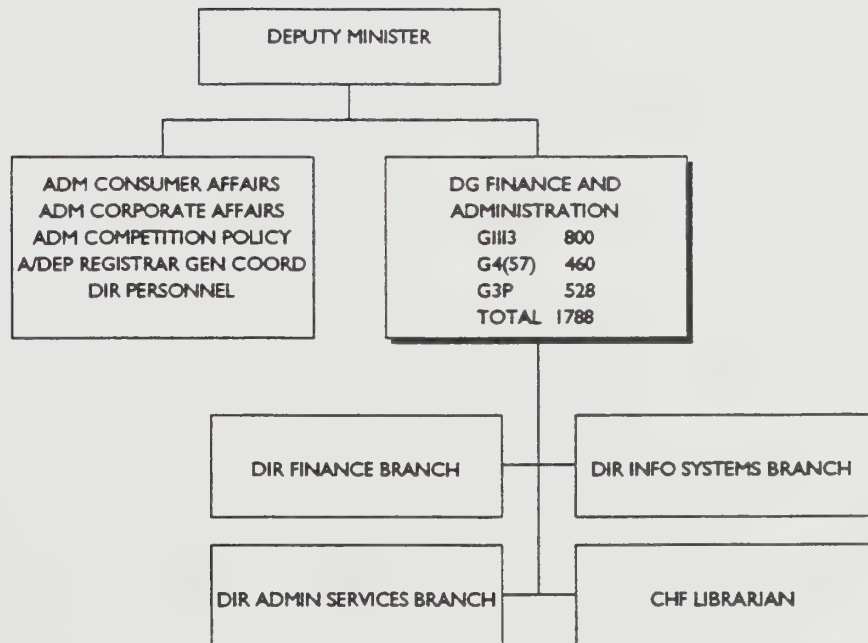 DEPUTY MINISTER
ADM CONSUMER AFFAIRS
ADM CORPORATE AFFAIRS
ADM COMPETITION POLICY
A/DEP REGISTRAR GEN COORD
DIR PERSONNEL
DG FINANCE AND
ADMINISTRATION
GIII3 800
G4(57) 460
G3P 528
TOTAL 1788
DIR FINANCE BRANCH
DIR INFO SYSTEMS BRANCH
DIR ADMIN SERVICES BRANCH
CHF LIBRARIAN